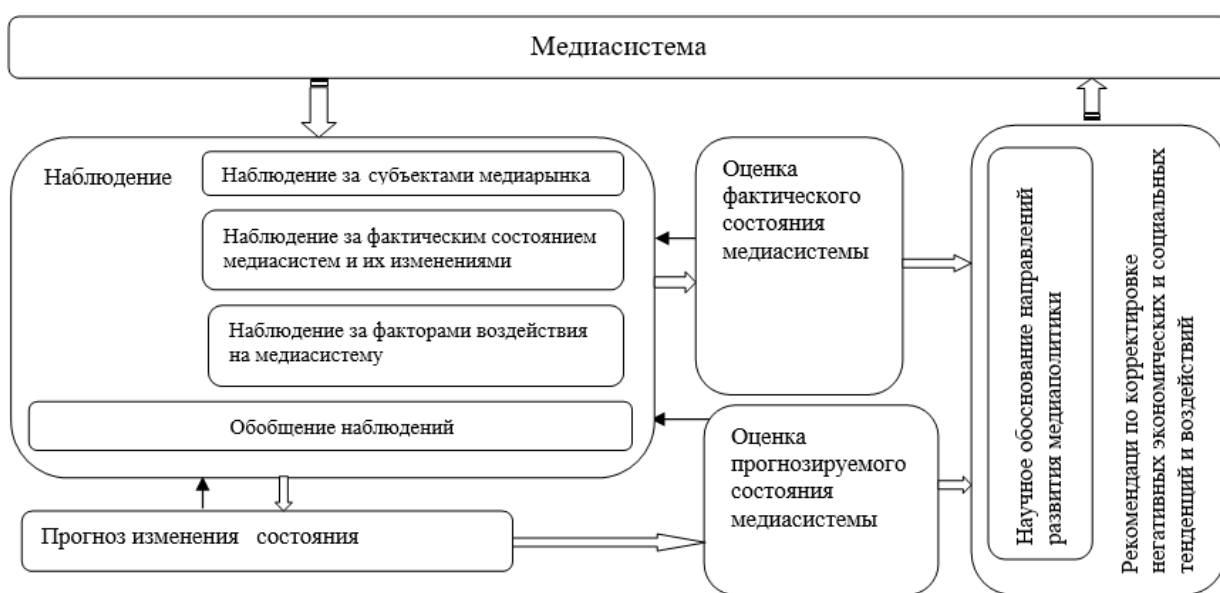 Медиасистема
Наблюдение
Наблюдение за субъектами медиарынка
Наблюдение за фактическим состоянием
медиасистем и их изменениями
Наблюдение за факторами воздействия
на медиасистему
Обобщение наблюдений
Прогноз изменения состояния
Оценка
фактического
состояния
медиасистемы
Оценка
прогнозируемого
состояния
медиасистемы
Научное обоснование направлений
развития медиаполитики
Рекомендаци по корректировке
негативных экономических и социальных
тенденций и воздействий